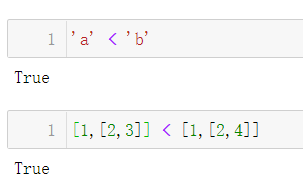 1 'a' < 'b'
True
1 [1,[2,3]] < [1,[2,4]]
True